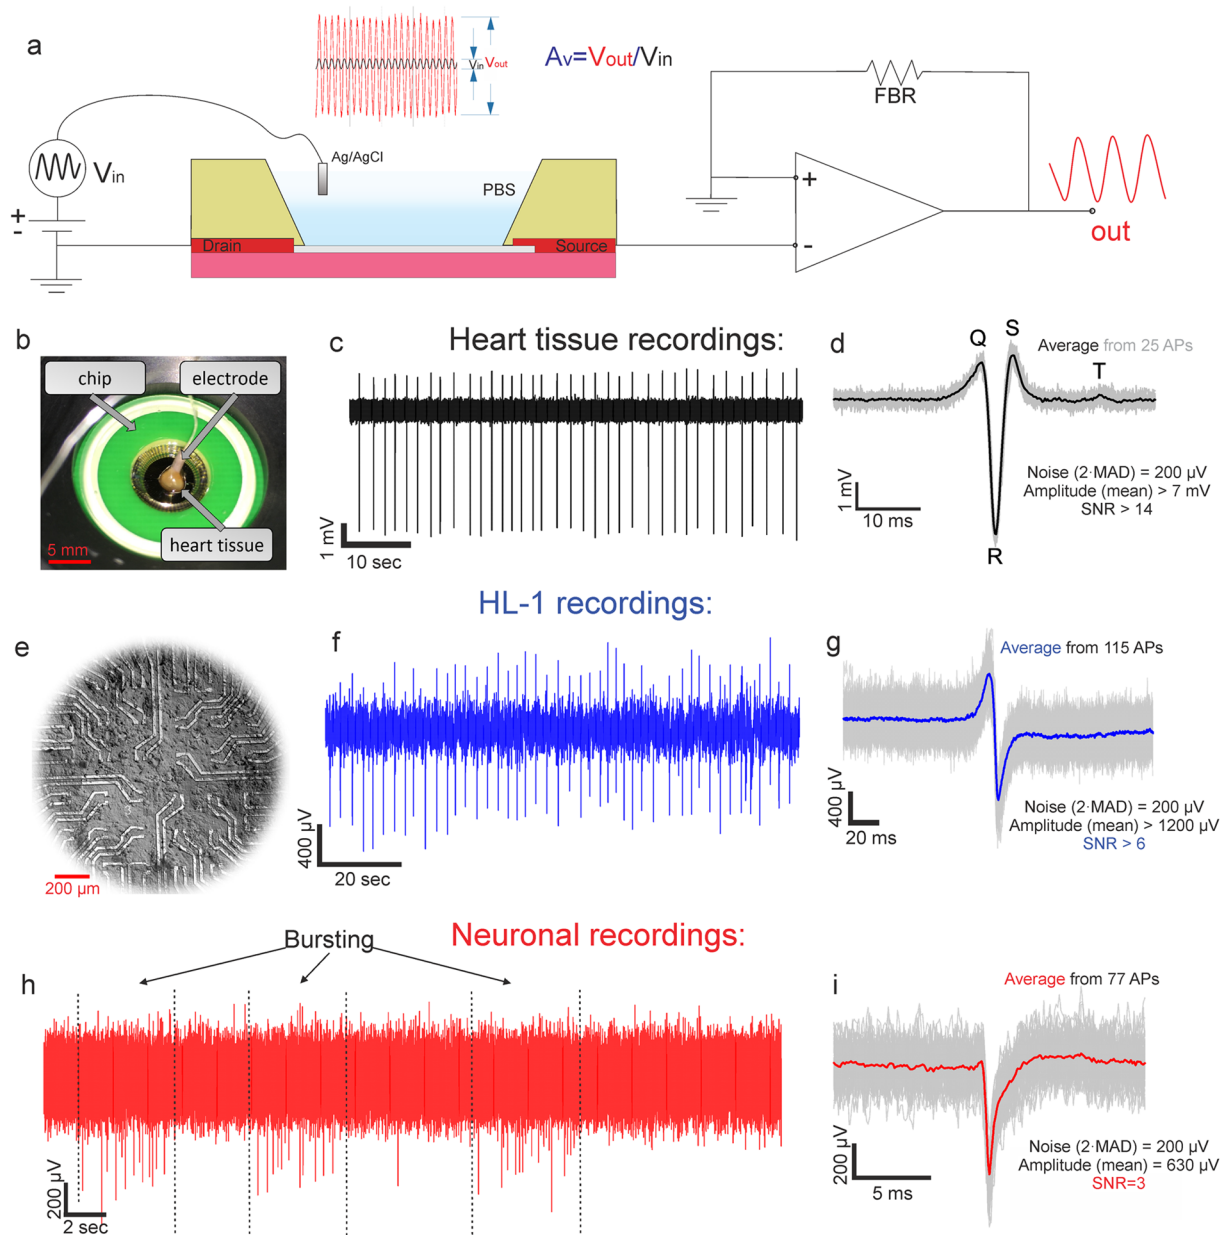 a
Vin
Vout
Av=Vout/Vin
FBR
Ag/AgCl
Vin
PBS
+
-
+
-
Drain
Source
out
b
chip
electrode
heart tissue
5 mm
Heart tissue recordings:
c
1 mV
10 sec
d
Q
S
Average from 25 APs
T
Noise (2·MAD) = 200 µV
Amplitude (mean) > 7 mV
SNR > 14
1 mV
10 ms
R
HL-1 recordings:
e
200 µm
f
400 µV
20 sec
g
Average from 115 APs
400 µV
20 ms
Noise (2·MAD) = 200 µV
Amplitude (mean) > 1200 µV
SNR > 6
Bursting
Neuronal recordings:
h
200 µV
2 sec
i
Average from 77 APs
200 µV
5 ms
Noise (2·MAD) = 200 µV
Amplitude (mean) = 630 µV
SNR=3